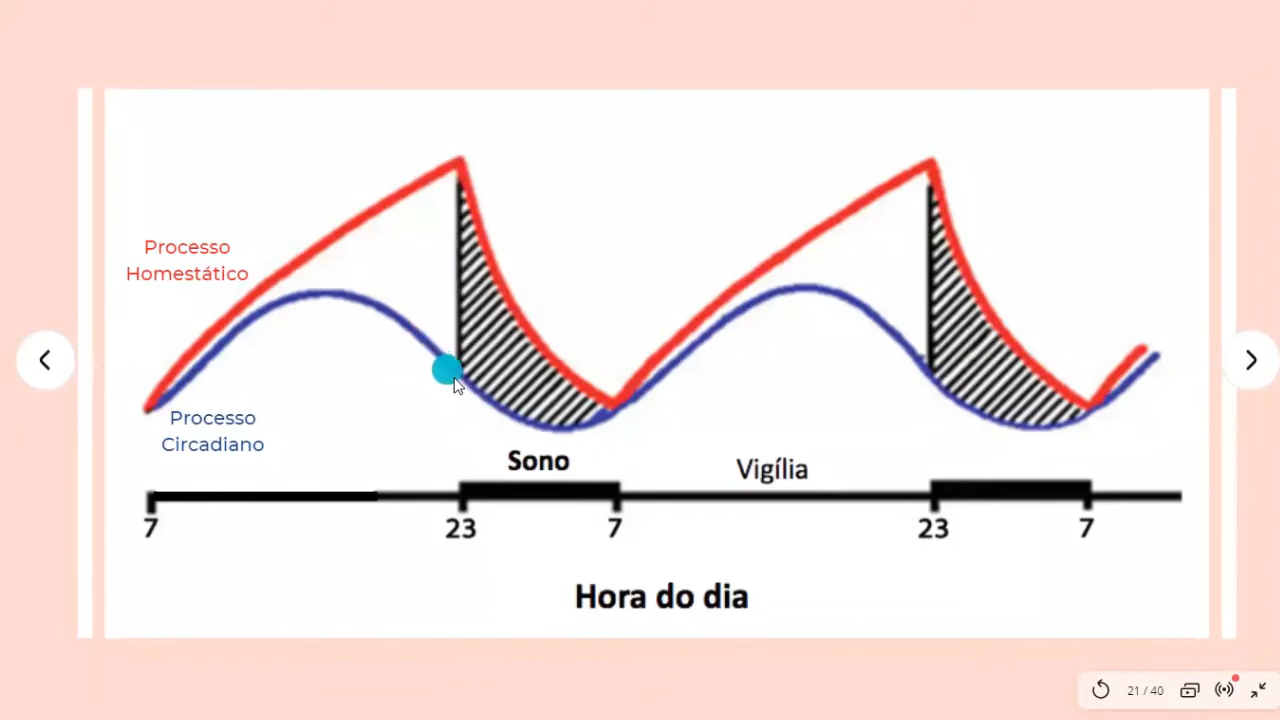 Processo
Homestático
Processo
Circadiano
Sono
Vigília
7
23
7
23
7
Hora do dia
21 / 40